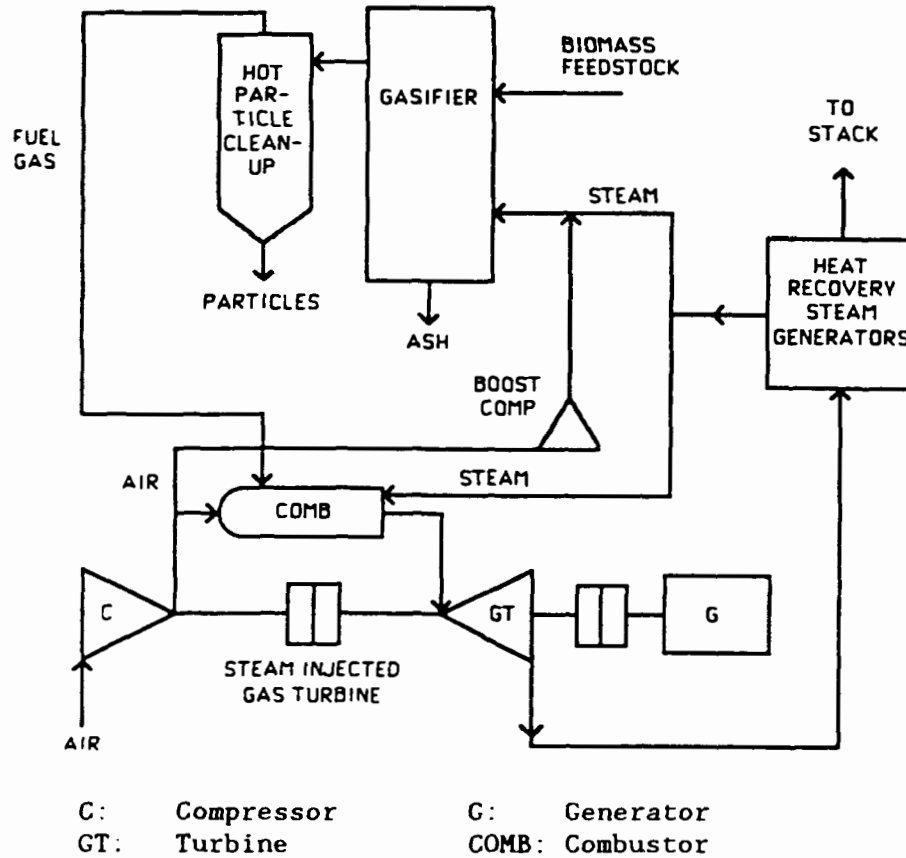 HOT
PAR-
TICLE
CLEAN-
UP
GASIFIER
BIOMASS
FEEDSTOCK
TO
STACK
FUEL
GAS
STEAM
HEAT
RECOVERY
STEAM
GENERATORS
PARTICLES
ASH
BOOST
COMP
AIR
STEAM
COMB
C
GT
G
STEAM INJECTED
GAS TURBINE
AIR
C: Compressor G: Generator
GT: Turbine COMB: Combustor